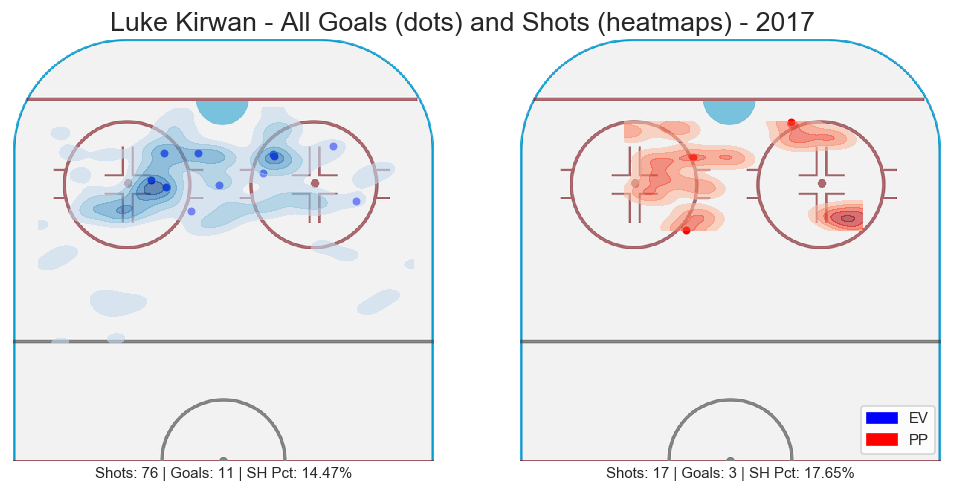 Luke Kirwan - All Goals (dots) and Shots (heatmaps) - 2017
EV
PP
Shots: 76 | Goals: 11 | SH Pct: 14.47%
Shots: 17 | Goals: 3 | SH Pct: 17.65%